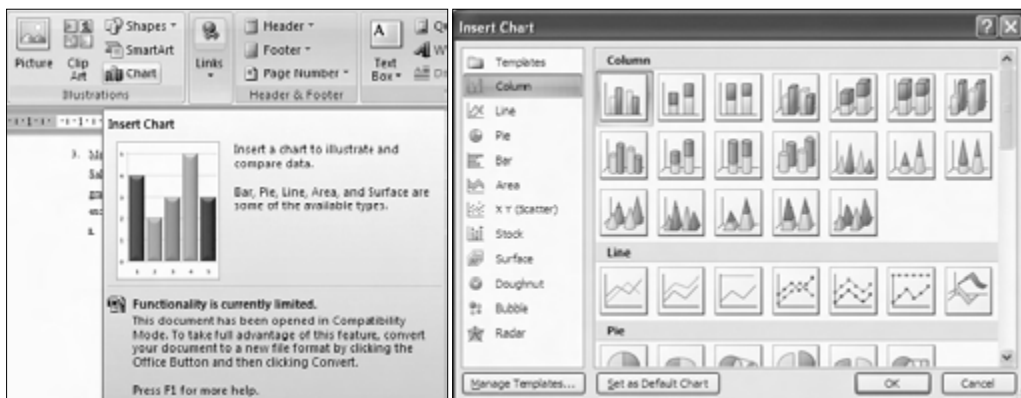 Picture
Clip
Art
Shapes
SmartArt
Chart
Illustrations
Links
Header
Footer
Page Number
Header & Footer
Text
Box
Insert Chart
Insert a chart to illustrate and
compare data.
Bar, Pie, Line, Area, and Surface are
some of the available types.
1 2 3 4 5
Functionality is currently limited.
This document has been opened in Compatibility
Mode. To take full advantage of this feature, convert
your document to a new file format by clicking the
Office Button and then clicking Convert.
Press F1 for more help.
Insert Chart
Templates
Column
Line
Pie
Bar
Area
X Y (Scatter)
Stock
Surface
Doughnut
Bubble
Radar
Column
Line
Pie
Manage Templates...
Set as Default Chart
OK
Cancel